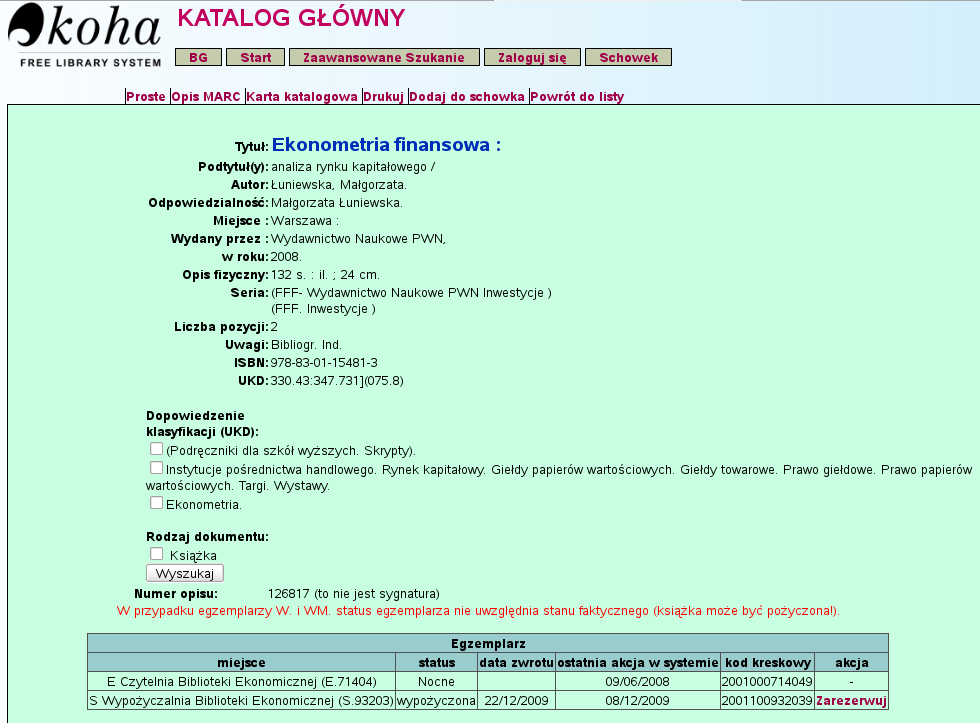 koha
FREE LIBRARY SYSTEM
KATALOG GŁÓWNY
BG Start Zaawansowane Szukanie Zaloguj się Schowek
Proste Opis MARC Karta katalogowa Drukuj Dodaj do schowka Powrót do listy
Tytuł: Ekonometria finansowa :
Podtytuł(y): analiza rynku kapitałowego /
Autor: Łuniewska, Małgorzata.
Odpowiedzialność: Małgorzata Łuniewska.
Miejsce : Warszawa :
Wydany przez : Wydawnictwo Naukowe PWN,
w roku: 2008.
Opis fizyczny: 132 s. : il. ; 24 cm.
Seria: (FFF- Wydawnictwo Naukowe PWN Inwestycje )
(FFF. Inwestycje )
Liczba pozycji: 2
Uwagi: Bibliogr. Ind.
ISBN: 978-83-01-15481-3
UKD: 330.43:347.731](075.8)
Dopowiedzenie
klasyfikacji (UKD):
(Podręczniki dla szkół wyższych. Skrypty).
Instytucje pośrednictwa handlowego. Rynek kapitałowy. Giełdy papierów wartościowych. Giełdy towarowe. Prawo giełdowe. Prawo papierów
wartościowych. Targi. Wystawy.
Ekonometria.
Rodzaj dokumentu:
Książka
Wyszukaj
Numer opisu: 126817 (to nie jest sygnatura)
W przypadku egzemplarzy W. i WM. status egzemplarza nie uwzględnia stanu faktycznego (książka może być pożyczona!).
Egzemplarz
miejsce status data zwrotu ostatnia akcja w systemie kod kreskowy akcja
E Czytelnia Biblioteki Ekonomicznej (E.71404) Nocne 09/06/2008 2001000714049 -
S Wypożyczalnia Biblioteki Ekonomicznej (S.93203) wypożyczona 22/12/2009 08/12/2009 2001100932039 Zarezerwuj